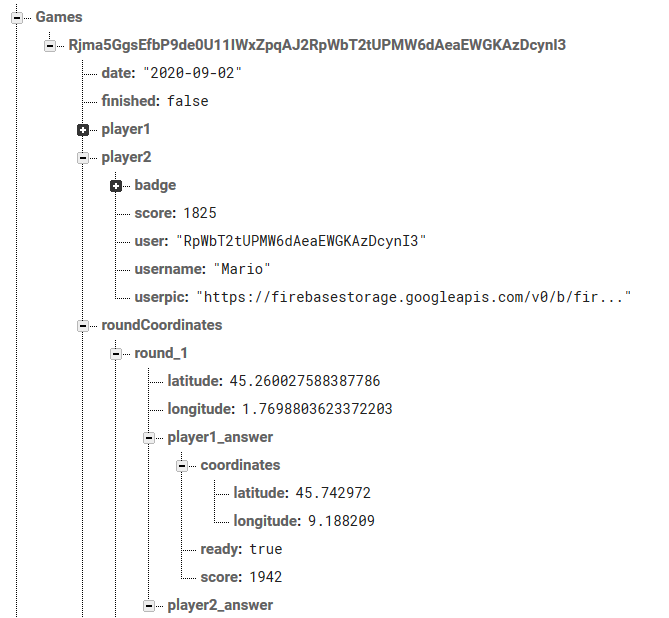 Games
Rjma5GgsEfbP9de0U11IWxZpqAJ2RpWbT2tUPMW6dAeaEWGKAzDcynI3
date: "2020-09-02"
finished: false
player1
player2
badge
score: 1825
user: "RpWbT2tUPMW6dAeaEWGKAzDcynI3"
username: "Mario"
userpic: "https://firebasestorage.googleapis.com/v0/b/fir..."
roundCoordinates
round_1
latitude: 45.260027588387786
longitude: 1.7698803623372203
player1_answer
coordinates
latitude: 45.742972
longitude: 9.188209
ready: true
score: 1942
player2_answer